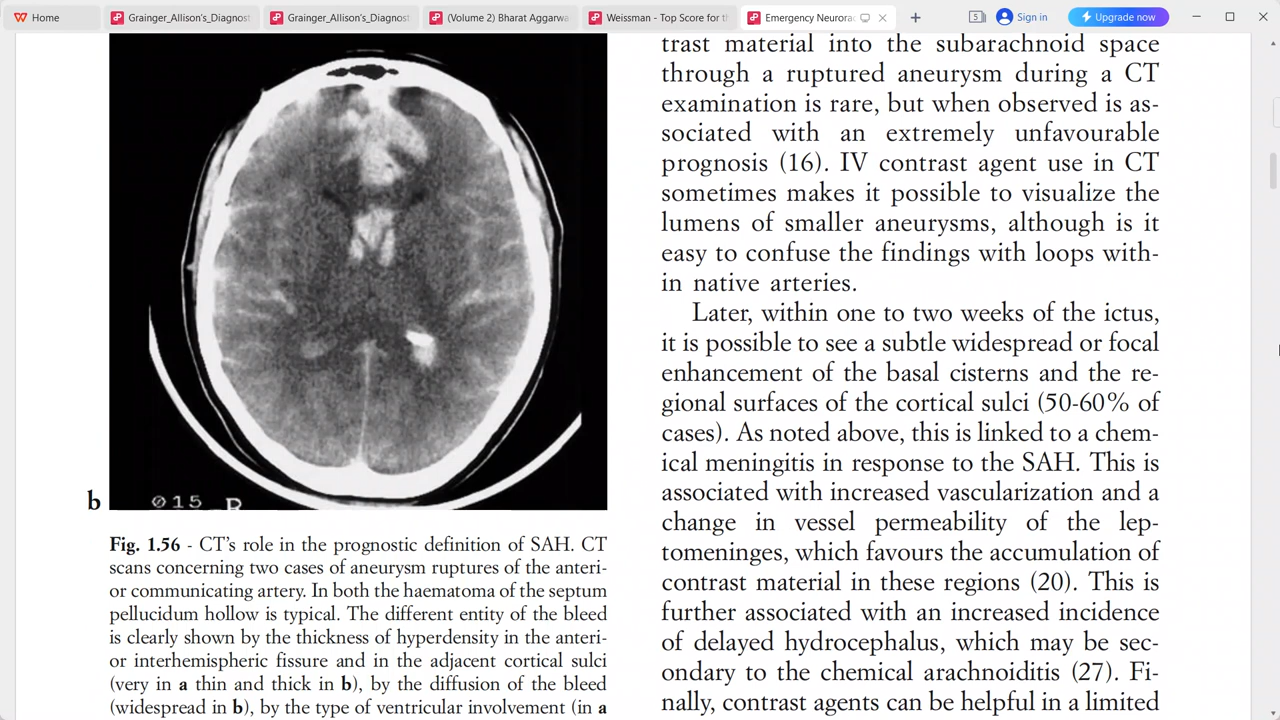 Home
Grainger_Allison's_Diagnost
Grainger_Allison's_Diagnost
(Volume 2) Bharat Aggarwa
Weissman - Top Score for t
Emergency Neurora
Sign in
Upgrade now
015 R
b
Fig. 1.56 - CT's role in the prognostic definition of SAH. CT
scans concerning two cases of aneurysm ruptures of the anteri-
or communicating artery. In both the haematoma of the septum
pellucidum hollow is typical. The different entity of the bleed
is clearly shown by the thickness of hyperdensity in the anteri-
or interhemispheric fissure and in the adjacent cortical sulci
(very in a thin and thick in b), by the diffusion of the bleed
(widespread in b), by the type of ventricular involvement (in a
trast material into the subarachnoid space
through a ruptured aneurysm during a CT
examination is rare, but when observed is as-
sociated with an extremely unfavourable
prognosis (16). IV contrast agent use in CT
sometimes makes it possible to visualize the
lumens of smaller aneurysms, although is it
easy to confuse the findings with loops with-
in native arteries.
Later, within one to two weeks of the ictus,
it is possible to see a subtle widespread or focal
enhancement of the basal cisterns and the re-
gional surfaces of the cortical sulci (50-60% of
cases). As noted above, this is linked to a chem-
ical meningitis in response to the SAH. This is
associated with increased vascularization and a
change in vessel permeability of the lep-
tomeninges, which favours the accumulation of
contrast material in these regions (20). This is
further associated with an increased incidence
of delayed hydrocephalus, which may be sec-
ondary to the chemical arachnoiditis (27). Fi-
nally, contrast agents can be helpful in a limited